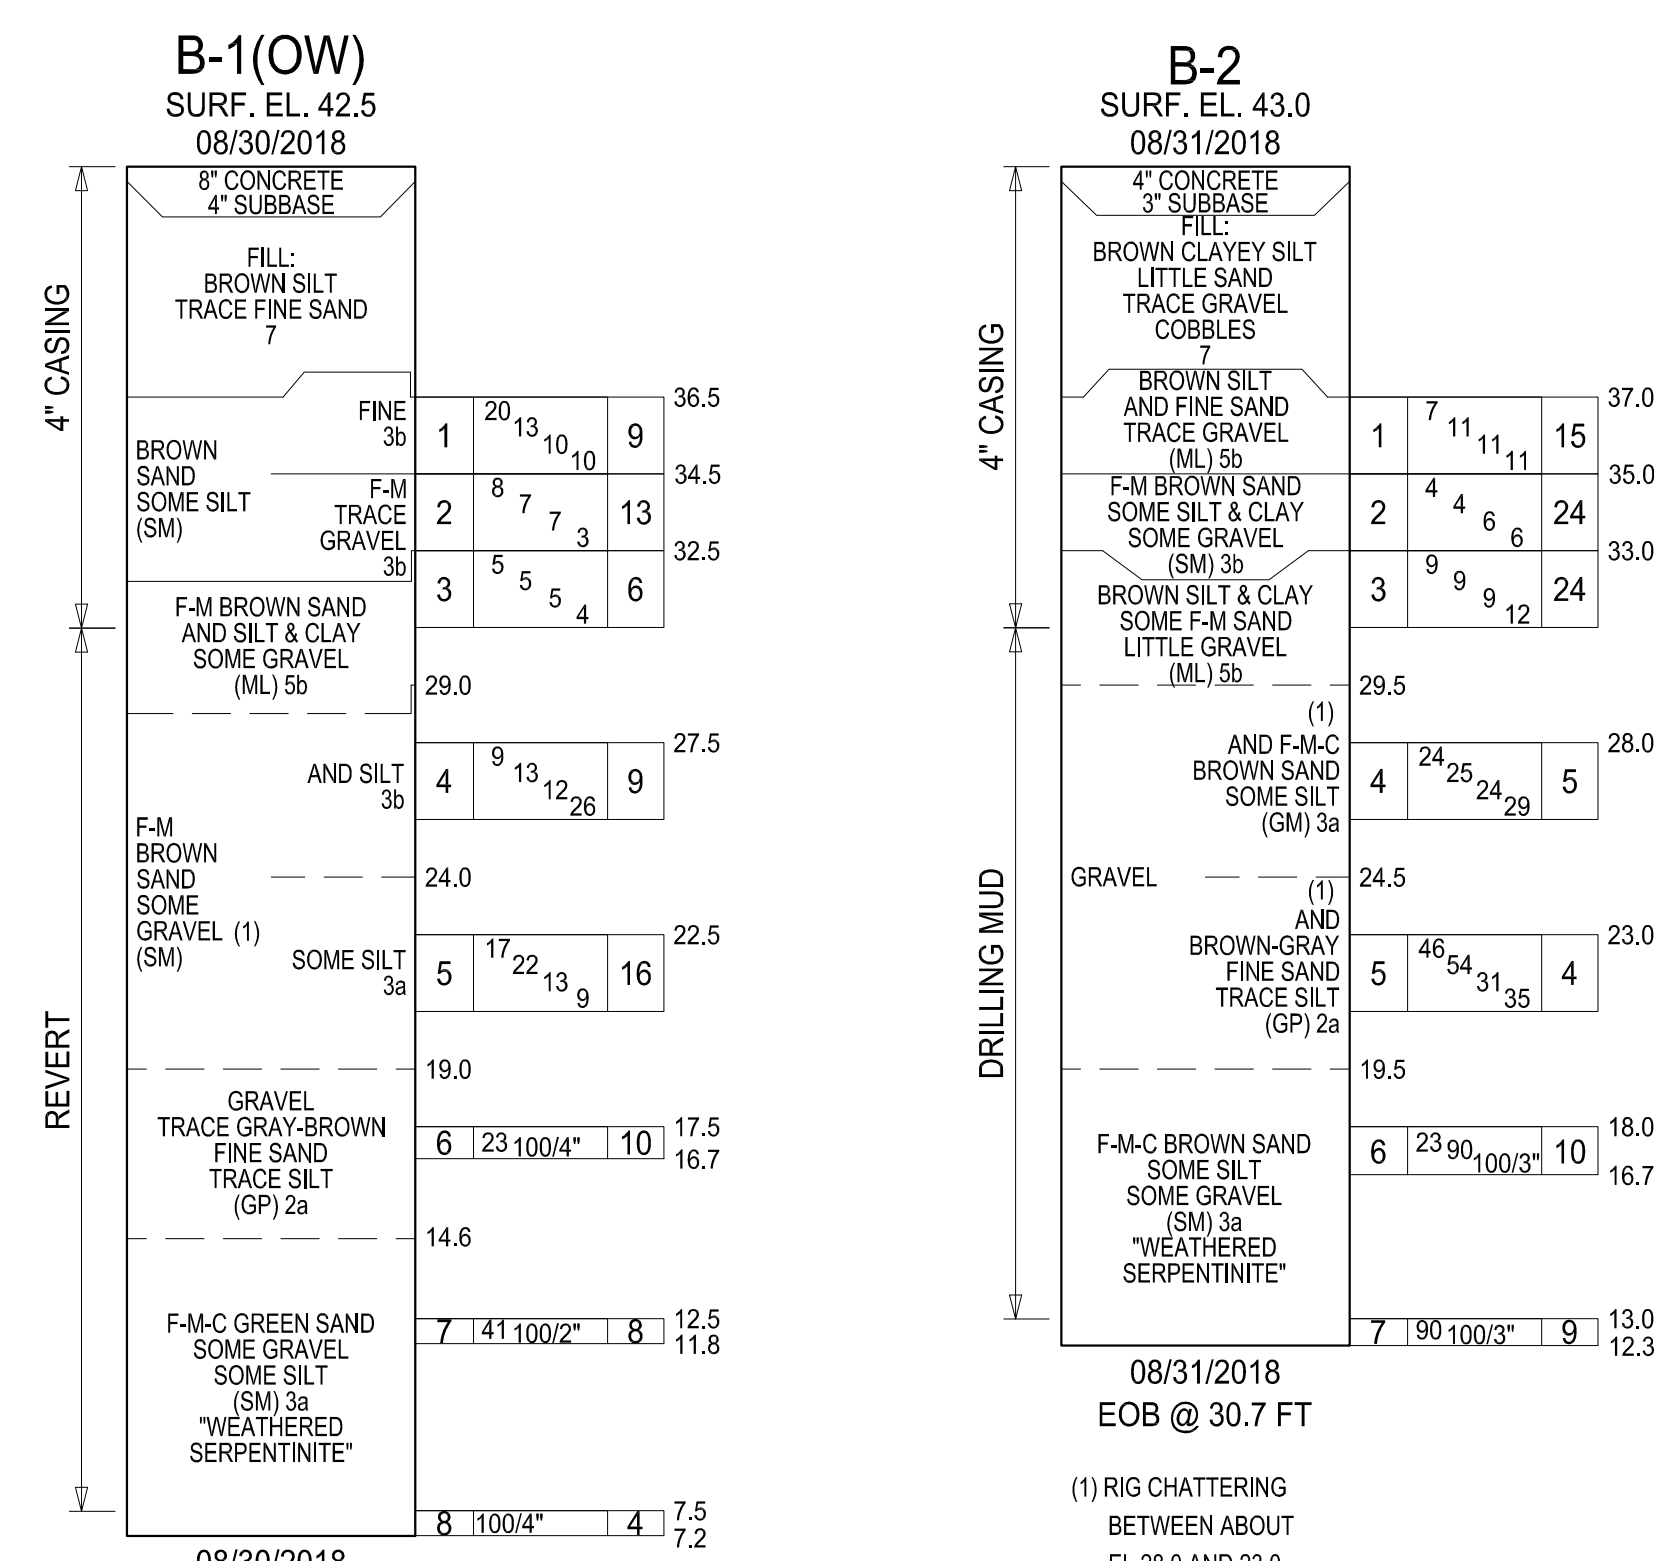 B-1(OW)
SURF. EL. 42.5
08/30/2018
4" CASING
REVERT
8" CONCRETE
4" SUBBASE
FILL:
BROWN SILT
TRACE FINE SAND
7
BROWN
SAND
SOME SILT
(SM)
FINE
3b
F-M
TRACE
GRAVEL
3b
F-M BROWN SAND
AND SILT & CLAY
SOME GRAVEL
(ML) 5b
29.0
F-M
BROWN
SAND
SOME
GRAVEL (1)
(SM)
AND SILT
3b
24.0
SOME SILT
3a
19.0
GRAVEL
TRACE GRAY-BROWN
FINE SAND
TRACE SILT
(GP) 2a
14.6
F-M-C GREEN SAND
SOME GRAVEL
SOME SILT
(SM) 3a
"WEATHERED
SERPENTINITE"
36.5
1 20 13 10 10 9
34.5
2 8 7 7 3 13
32.5
3 5 5 5 4 6
27.5
4 9 13 12 26 9
22.5
5 17 22 13 9 16
17.5
6 23 100/4" 10
16.7
12.5
7 41 100/2" 8
11.8
7.5
8 100/4" 4
7.2
08/30/2018
B-2
SURF. EL. 43.0
08/31/2018
4" CASING
DRILLING MUD
4" CONCRETE
3" SUBBASE
FILL:
BROWN CLAYEY SILT
LITTLE SAND
TRACE GRAVEL
COBBLES
7
BROWN SILT
AND FINE SAND
TRACE GRAVEL
(ML) 5b
F-M BROWN SAND
SOME SILT & CLAY
SOME GRAVEL
(SM) 3b
BROWN SILT & CLAY
SOME F-M SAND
LITTLE GRAVEL
(ML) 5b
29.5
(1)
AND F-M-C
BROWN SAND
SOME SILT
(GM) 3a
GRAVEL
24.5
(1)
AND
BROWN-GRAY
FINE SAND
TRACE SILT
(GP) 2a
19.5
F-M-C BROWN SAND
SOME SILT
SOME GRAVEL
(SM) 3a
"WEATHERED
SERPENTINITE"
37.0
1 7 11 11 11 15
35.0
2 4 4 6 6 24
33.0
3 9 9 9 12 24
28.0
4 24 25 24 29 5
23.0
5 46 54 31 35 4
18.0
6 23 90 100/3" 10
16.7
13.0
7 90 100/3" 9
12.3
08/31/2018
EOB @ 30.7 FT
(1) RIG CHATTERING
BETWEEN ABOUT
EL 28.0 AND 23.0